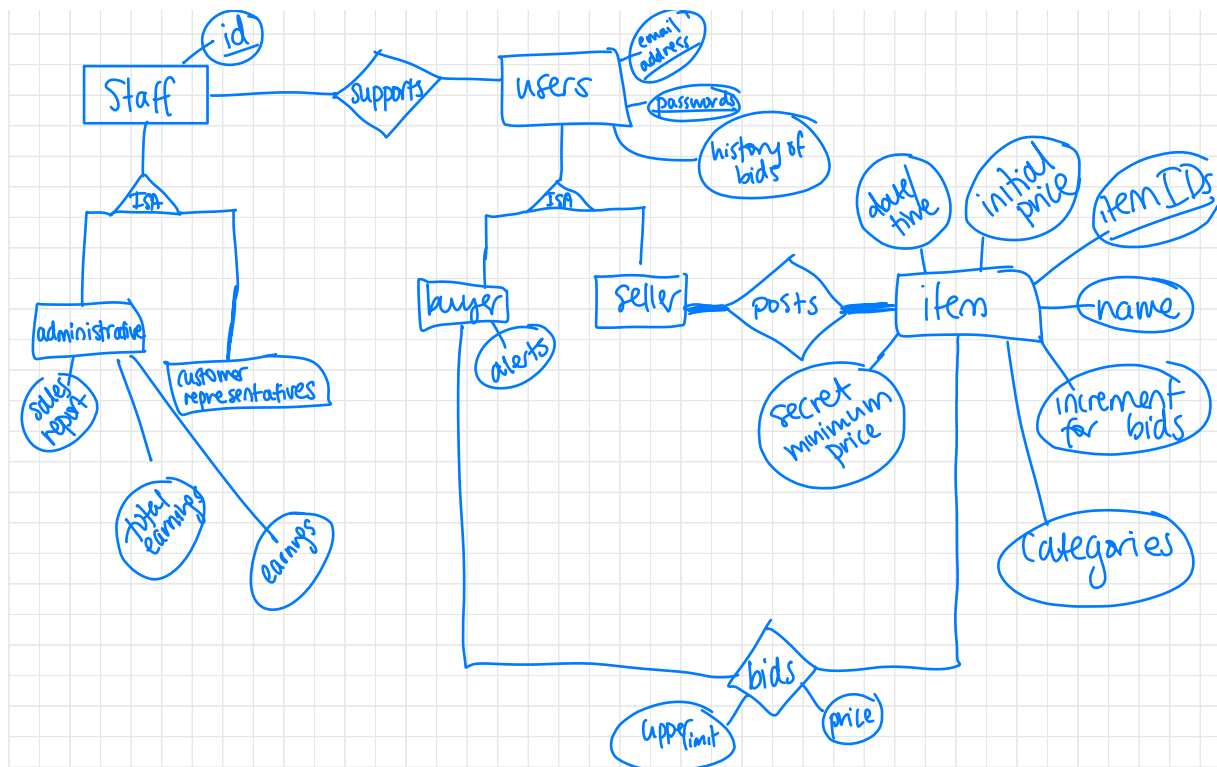 id
Staff
supports
users
email
address
passwords
history of
bids
ISA
ISA
date/
time
initial
price
item IDs
administrative
customer
representatives
buyer
alerts
seller
posts
item
name
sales
report
total
earnings
earnings
secret
minimum
price
increment
for bids
Categories
bids
upper limit
price